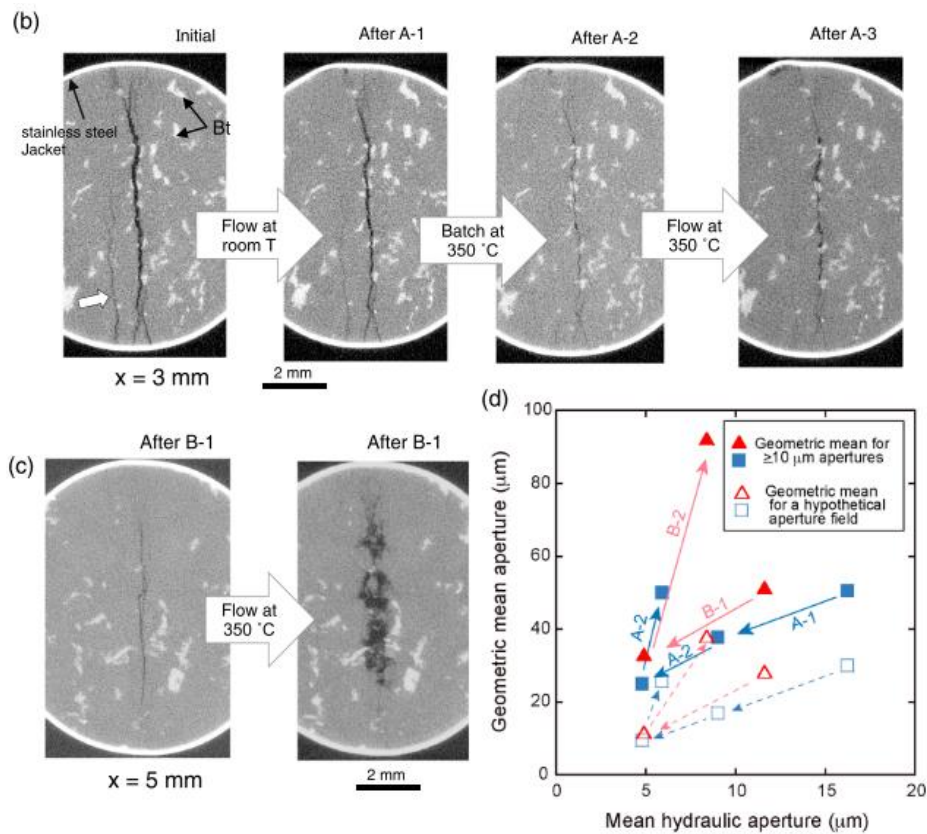 (b)
Initial
After A-1
After A-2
After A-3
stainless steel
Jacket
Bt
Flow at
room T
Batch at
350 ˚C
Flow at
350 ˚C
x = 3 mm
2 mm
(c)
After B-1
After B-1
Flow at
350 ˚C
x = 5 mm
2 mm
(d)
Geometric mean aperture (μm)
100
80
60
40
20
0
Geometric mean for
≥10 μm apertures
Geometric mean
for a hypothetical
aperture field
B-2
B-1
A-2
A-2
A-1
0
5
10
15
20
Mean hydraulic aperture (μm)